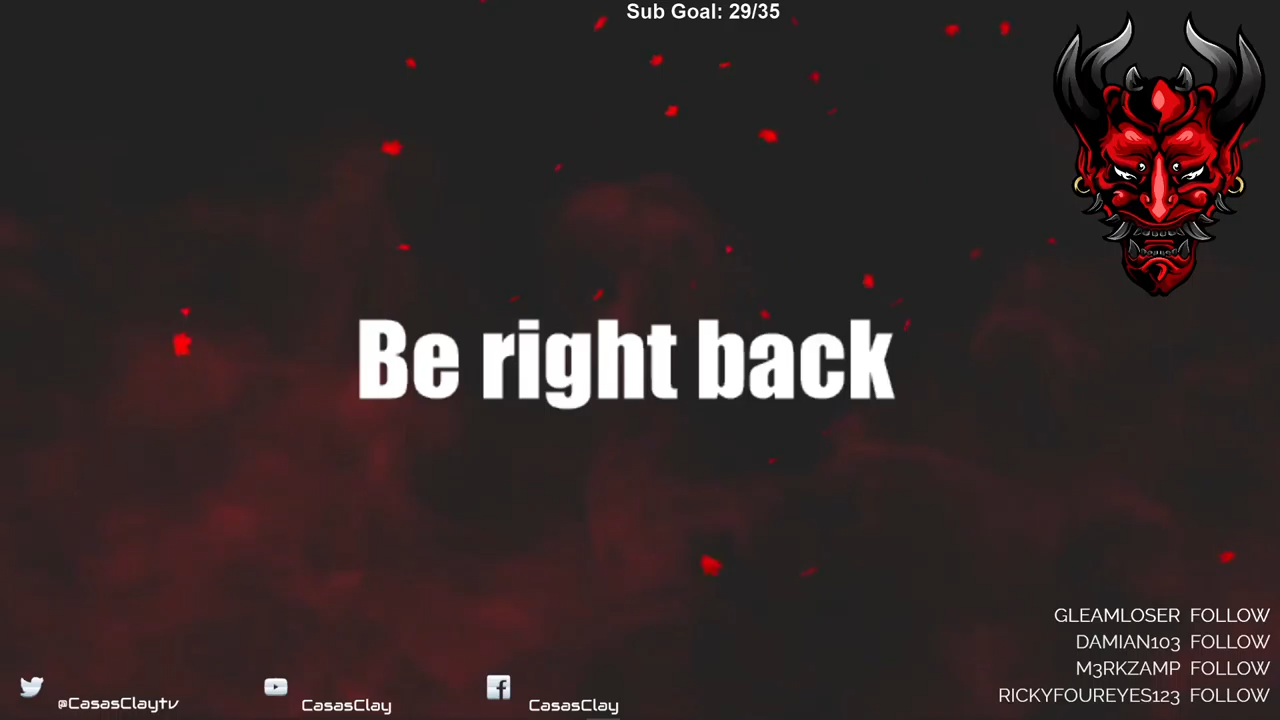 Sub Goal: 29/35
Be right back
GLEAMLOSER FOLLOW
DAMIAN103 FOLLOW
M3RKZAMP FOLLOW
RICKYFOUREYES123 FOLLOW
@CasasClaytv
CasasClay
CasasClay